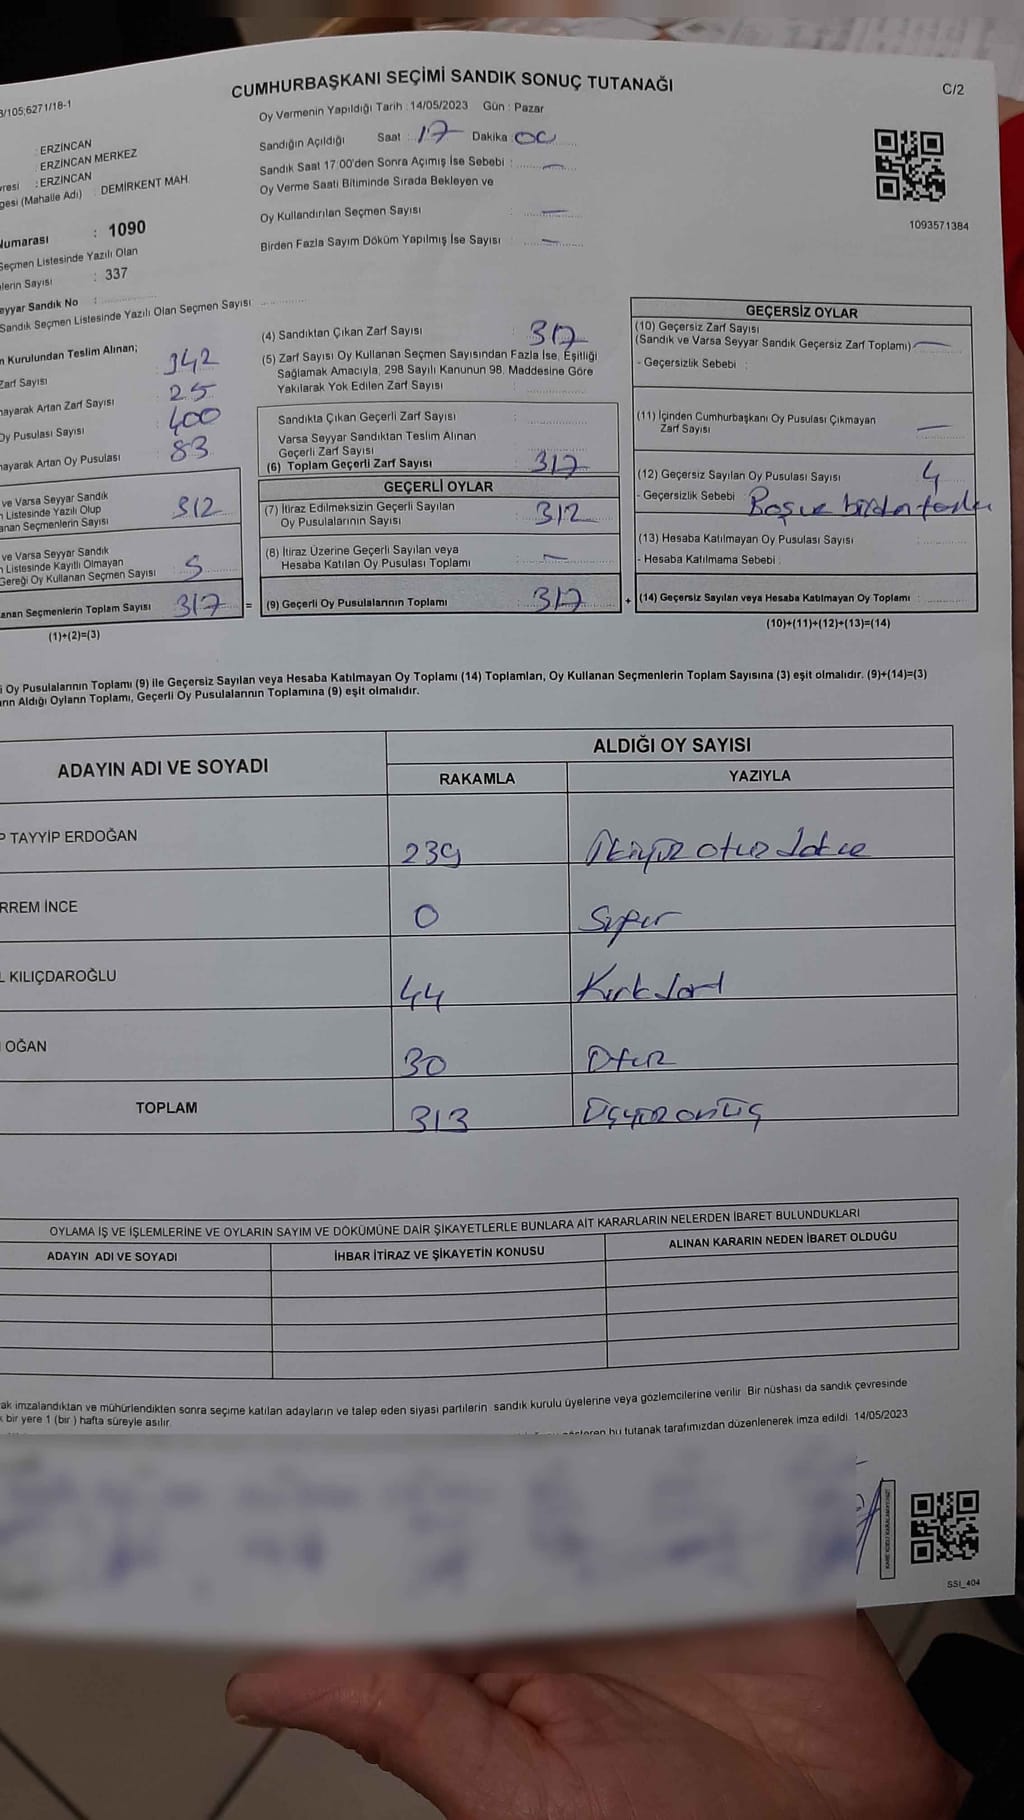 CUMHURBAŞKANI SEÇİMİ SANDIK SONUÇ TUTANAĞI
C/2
3/105;6271/18-1
Oy Vermenin Yapıldığı Tarih : 14/05/2023 Gün : Pazar
: ERZİNCAN
: ERZİNCAN MERKEZ
: ERZİNCAN
gesi (Mahalle Adı) : DEMİRKENT MAH.
Sandığın Açıldığı Saat : 17 Dakika : 00
Sandık Saat 17:00'den Sonra Açımış İse Sebebi : —
Oy Verme Saati Bitiminde Sırada Bekleyen ve
Oy Kullandırılan Seçmen Sayısı : —
Birden Fazla Sayım Döküm Yapılmış İse Sayısı : —
1093571384
Numarası : 1090
Seçmen Listesinde Yazılı Olan
lerin Sayısı : 337
eyyar Sandık No :
Sandık Seçmen Listesinde Yazılı Olan Seçmen Sayısı
n Kurulundan Teslim Alınan;
Zarf Sayısı 342
nayarak Artan Zarf Sayısı 25
Oy Pusulası Sayısı 400
nayarak Artan Oy Pusulası 83
ve Varsa Seyyar Sandık
n Listesinde Yazılı Olup
anan Seçmenlerin Sayısı 312
ve Varsa Seyyar Sandık
n Listesinde Kayıtlı Olmayan
Gereği Oy Kullanan Seçmen Sayısı 5
anan Seçmenlerin Toplam Sayısı 317 =
(1)+(2)=(3)
(4) Sandıktan Çıkan Zarf Sayısı : 317
(5) Zarf Sayısı Oy Kullanan Seçmen Sayısından Fazla İse, Eşitliği
Sağlamak Amacıyla, 298 Sayılı Kanunun 98. Maddesine Göre
Yakılarak Yok Edilen Zarf Sayısı :
Sandıkta Çıkan Geçerli Zarf Sayısı :
Varsa Seyyar Sandıktan Teslim Alınan
Geçerli Zarf Sayısı
(6) Toplam Geçerli Zarf Sayısı 317
GEÇERLİ OYLAR
(7) İtiraz Edilmeksizin Geçerli Sayılan
Oy Pusulalarının Sayısı 312
(8) İtiraz Üzerine Geçerli Sayılan veya
Hesaba Katılan Oy Pusulası Toplamı —
(9) Geçerli Oy Pusulalarının Toplamı : 317 +
GEÇERSİZ OYLAR
(10) Geçersiz Zarf Sayısı
(Sandık ve Varsa Seyyar Sandık Geçersiz Zarf Toplamı) —
- Geçersizlik Sebebi :
(11) İçinden Cumhurbaşkanı Oy Pusulası Çıkmayan
Zarf Sayısı —
(12) Geçersiz Sayılan Oy Pusulası Sayısı 4
- Geçersizlik Sebebi Boş ve birden fazla
(13) Hesaba Katılmayan Oy Pusulası Sayısı :
- Hesaba Katılmama Sebebi :
(14) Geçersiz Sayılan veya Hesaba Katılmayan Oy Toplamı :
(10)+(11)+(12)+(13)=(14)
i Oy Pusulalarının Toplamı (9) ile Geçersiz Sayılan veya Hesaba Katılmayan Oy Toplamı (14) Toplamları, Oy Kullanan Seçmenlerin Toplam Sayısına (3) eşit olmalıdır. (9)+(14)=(3)
arın Aldığı Oyların Toplamı, Geçerli Oy Pusulalarının Toplamına (9) eşit olmalıdır.
ADAYIN ADI VE SOYADI
ALDIĞI OY SAYISI
RAKAMLA YAZIYLA
P TAYYİP ERDOĞAN 239 İkiyüz otuz dokuz
RREM İNCE 0 Sıfır
L KILIÇDAROĞLU 44 Kırk dört
OĞAN 30 Otuz
TOPLAM 313 Üçyüz onüç
OYLAMA İŞ VE İŞLEMLERİNE VE OYLARIN SAYIM VE DÖKÜMÜNE DAİR ŞİKAYETLERLE BUNLARA AİT KARARLARIN NELERDEN İBARET BULUNDUKLARI
ADAYIN ADI VE SOYADI İHBAR İTİRAZ VE ŞİKAYETİN KONUSU ALINAN KARARIN NEDEN İBARET OLDUĞU
ak imzalandıktan ve mühürlendikten sonra seçime katılan adayların ve talep eden siyasi partilerin sandık kurulu üyelerine veya gözlemcilerine verilir. Bir nüshası da sandık çevresinde
bir yere 1 (bir) hafta süreyle asılır.
bu tutanak tarafımızdan düzenlenerek imza edildi. 14/05/2023
SSI_404